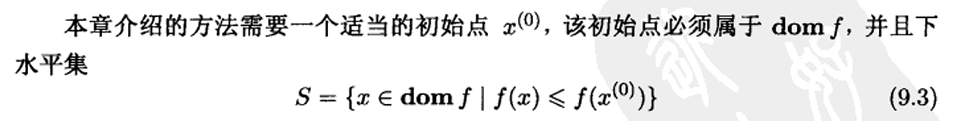 本章介绍的方法需要一个适当的初始点 x⁽⁰⁾，该初始点必须属于 dom f，并且下
水平集
S = {x ∈ dom f | f(x) ⩽ f(x⁽⁰⁾)} (9.3)